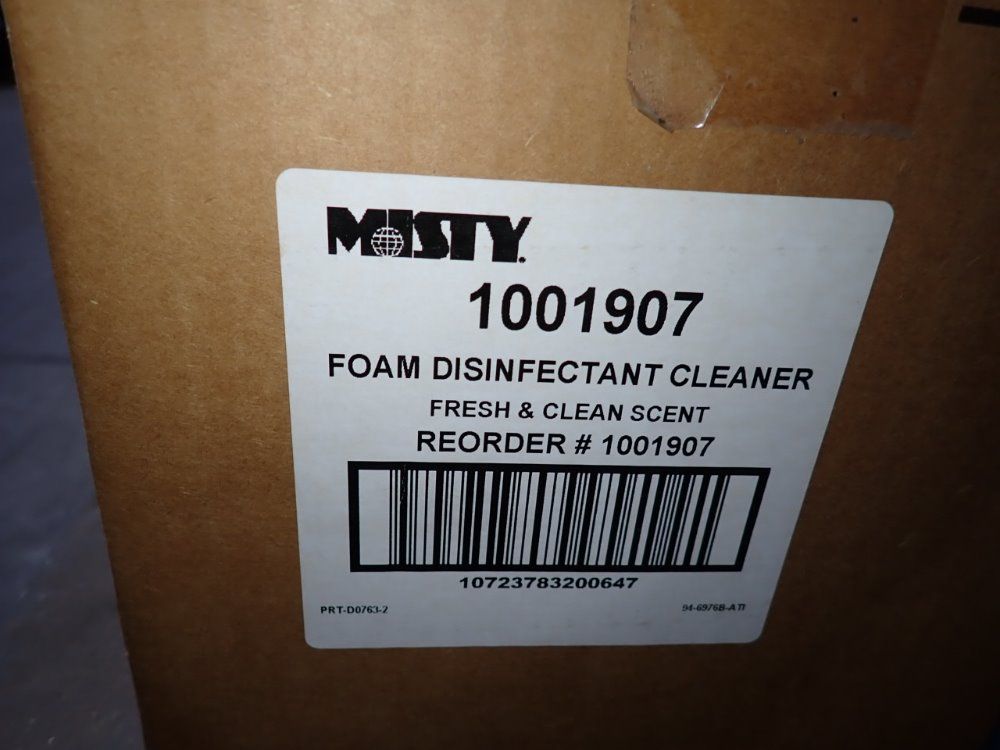 MISTY.
1001907
FOAM DISINFECTANT CLEANER
FRESH & CLEAN SCENT
REORDER # 1001907
10723783200647
PRT-D0763-2
94-6976B-ATI